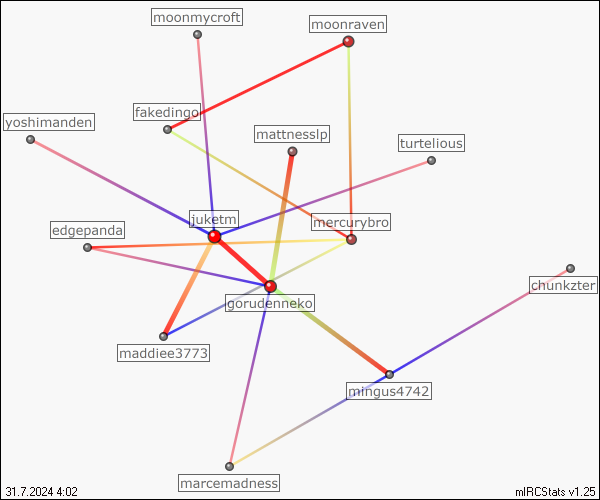 moonmycroft
moonraven
fakedingo
yoshimanden
mattnesslp
turtelious
juketm
mercurybro
edgepanda
chunkzter
gorudenneko
maddiee3773
mingus4742
marcemadness
31.7.2024 4:02
mIRCStats v1.25